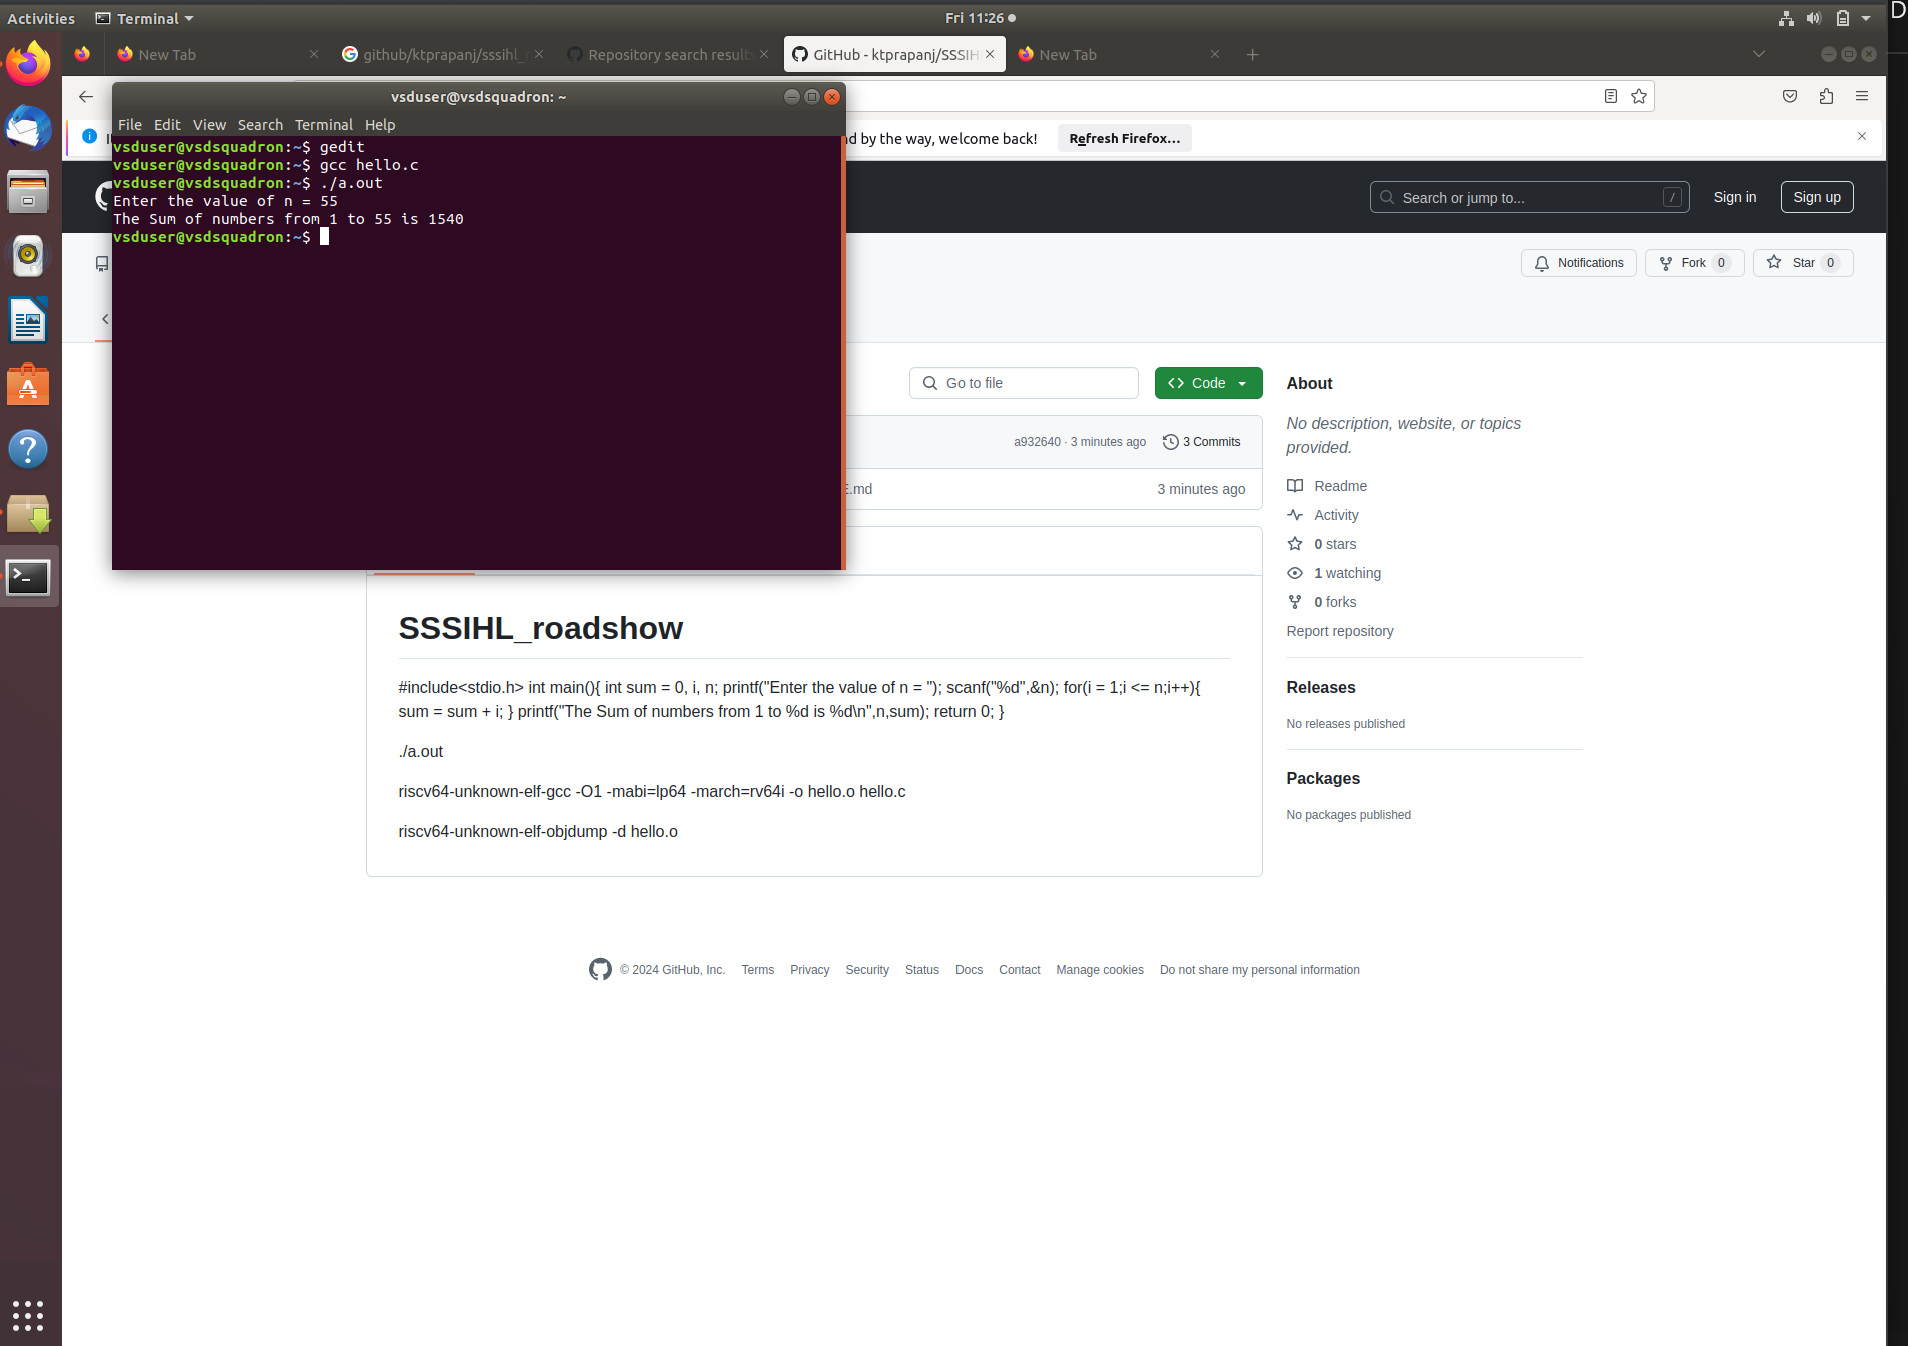 Activities Terminal Fri 11:26 D
New Tab github/ktprapanj/sssihl_ Repository search results GitHub - ktprapanj/SSSIH New Tab
vsduser@vsdsquadron: ~
File Edit View Search Terminal Help
nd by the way, welcome back! Refresh Firefox...
vsduser@vsdsquadron:~$ gedit
vsduser@vsdsquadron:~$ gcc hello.c
vsduser@vsdsquadron:~$ ./a.out
Enter the value of n = 55
The Sum of numbers from 1 to 55 is 1540
vsduser@vsdsquadron:~$
Search or jump to... / Sign in Sign up
Notifications Fork 0 Star 0
Go to file Code
a932640 · 3 minutes ago 3 Commits
E.md 3 minutes ago
SSSIHL_roadshow
#include<stdio.h> int main(){ int sum = 0, i, n; printf("Enter the value of n = "); scanf("%d",&n); for(i = 1;i <= n;i++){
sum = sum + i; } printf("The Sum of numbers from 1 to %d is %d\n",n,sum); return 0; }
./a.out
riscv64-unknown-elf-gcc -O1 -mabi=lp64 -march=rv64i -o hello.o hello.c
riscv64-unknown-elf-objdump -d hello.o
About
No description, website, or topics
provided.
Readme
Activity
0 stars
1 watching
0 forks
Report repository
Releases
No releases published
Packages
No packages published
© 2024 GitHub, Inc. Terms Privacy Security Status Docs Contact Manage cookies Do not share my personal information